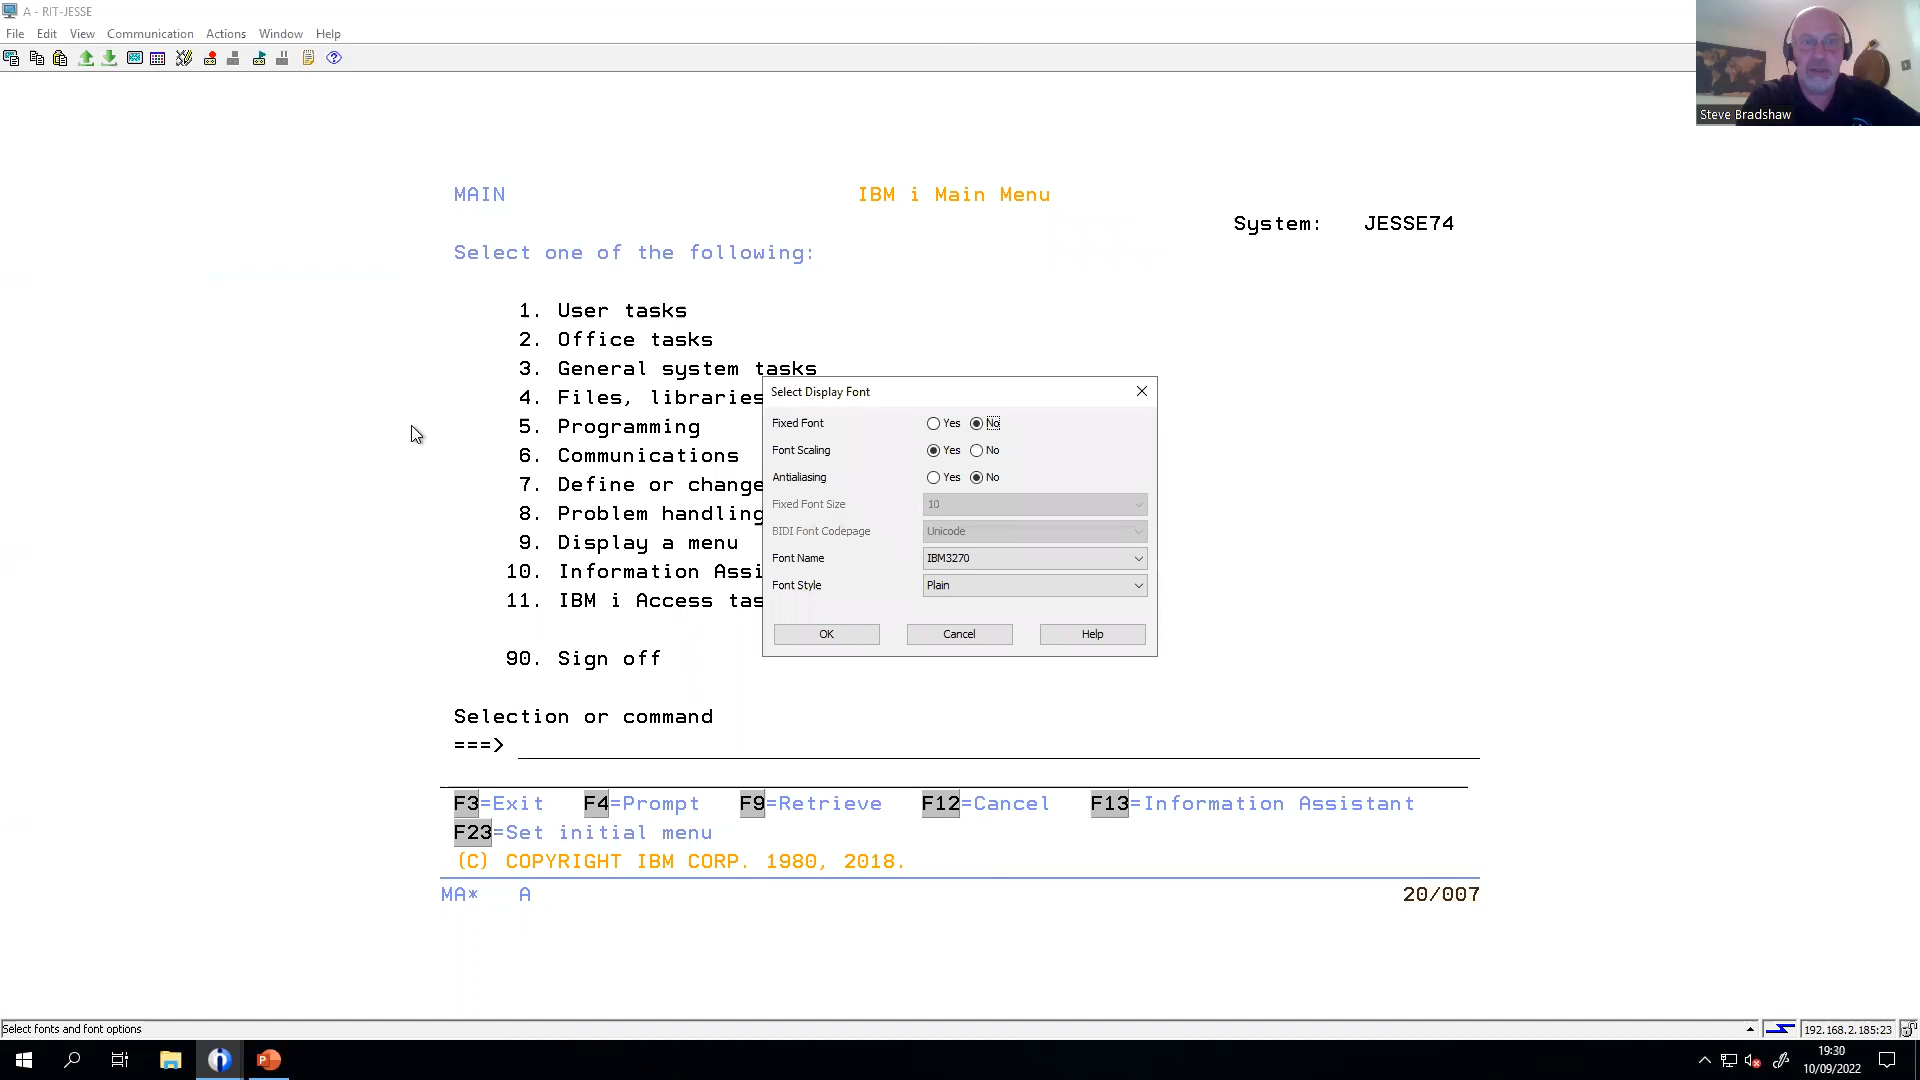 A - RIT-JESSE
File Edit View Communication Actions Window Help
Steve Bradshaw
MAIN IBM i Main Menu
System: JESSE74
Select one of the following:
1. User tasks
2. Office tasks
3. General system tasks
4. Files, libraries
5. Programming
6. Communications
7. Define or change
8. Problem handling
9. Display a menu
10. Information Assi
11. IBM i Access tas
90. Sign off
Select Display Font
Fixed Font Yes No
Font Scaling Yes No
Antialiasing Yes No
Fixed Font Size 10
BIDI Font Codepage Unicode
Font Name IBM3270
Font Style Plain
OK Cancel Help
Selection or command
===>
F3=Exit F4=Prompt F9=Retrieve F12=Cancel F13=Information Assistant
F23=Set initial menu
(C) COPYRIGHT IBM CORP. 1980, 2018.
MA* A 20/007
Select fonts and font options 192.168.2.185:23
19:30
10/09/2022